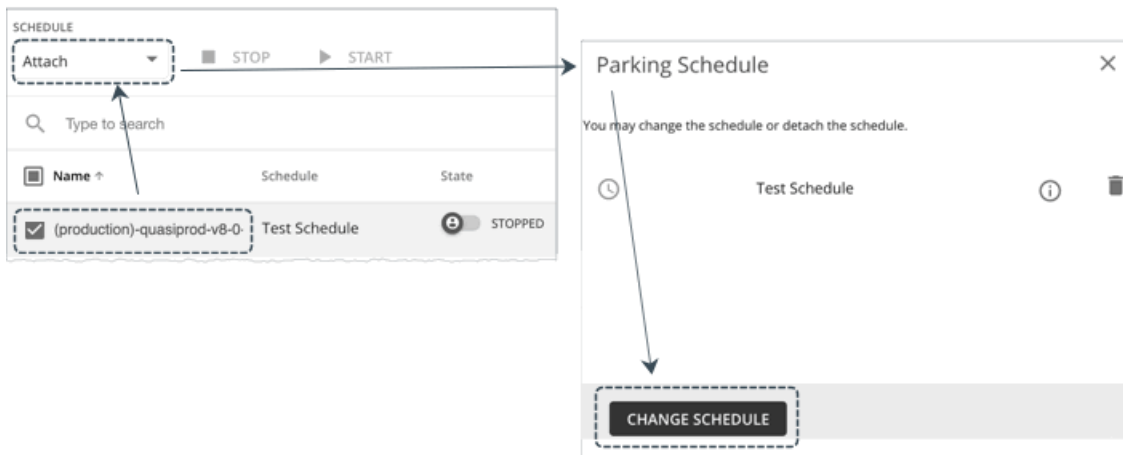 SCHEDULE
Attach
STOP
START
Type to search
Name ↑
Schedule
State
(production)-quasiprod-v8-0-
Test Schedule
STOPPED
Parking Schedule
You may change the schedule or detach the schedule.
Test Schedule
CHANGE SCHEDULE